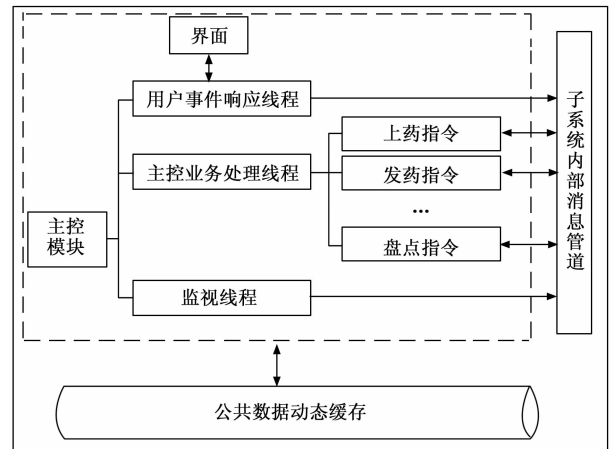 界面
用户事件响应线程
上药指令
主控业务处理线程
发药指令
...
主控
模块
盘点指令
监视线程
子系统内部消息管道
公共数据动态缓存